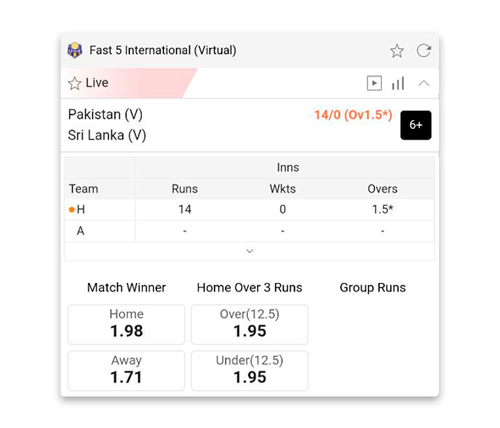 Fast 5 International (Virtual)
Live
Pakistan (V) 14/0 (Ov1.5*) 6+
Sri Lanka (V)
Inns
Team Runs Wkts Overs
H 14 0 1.5*
A - - -
Match Winner Home Over 3 Runs Group Runs
Home Over(12.5)
1.98 1.95
Away Under(12.5)
1.71 1.95